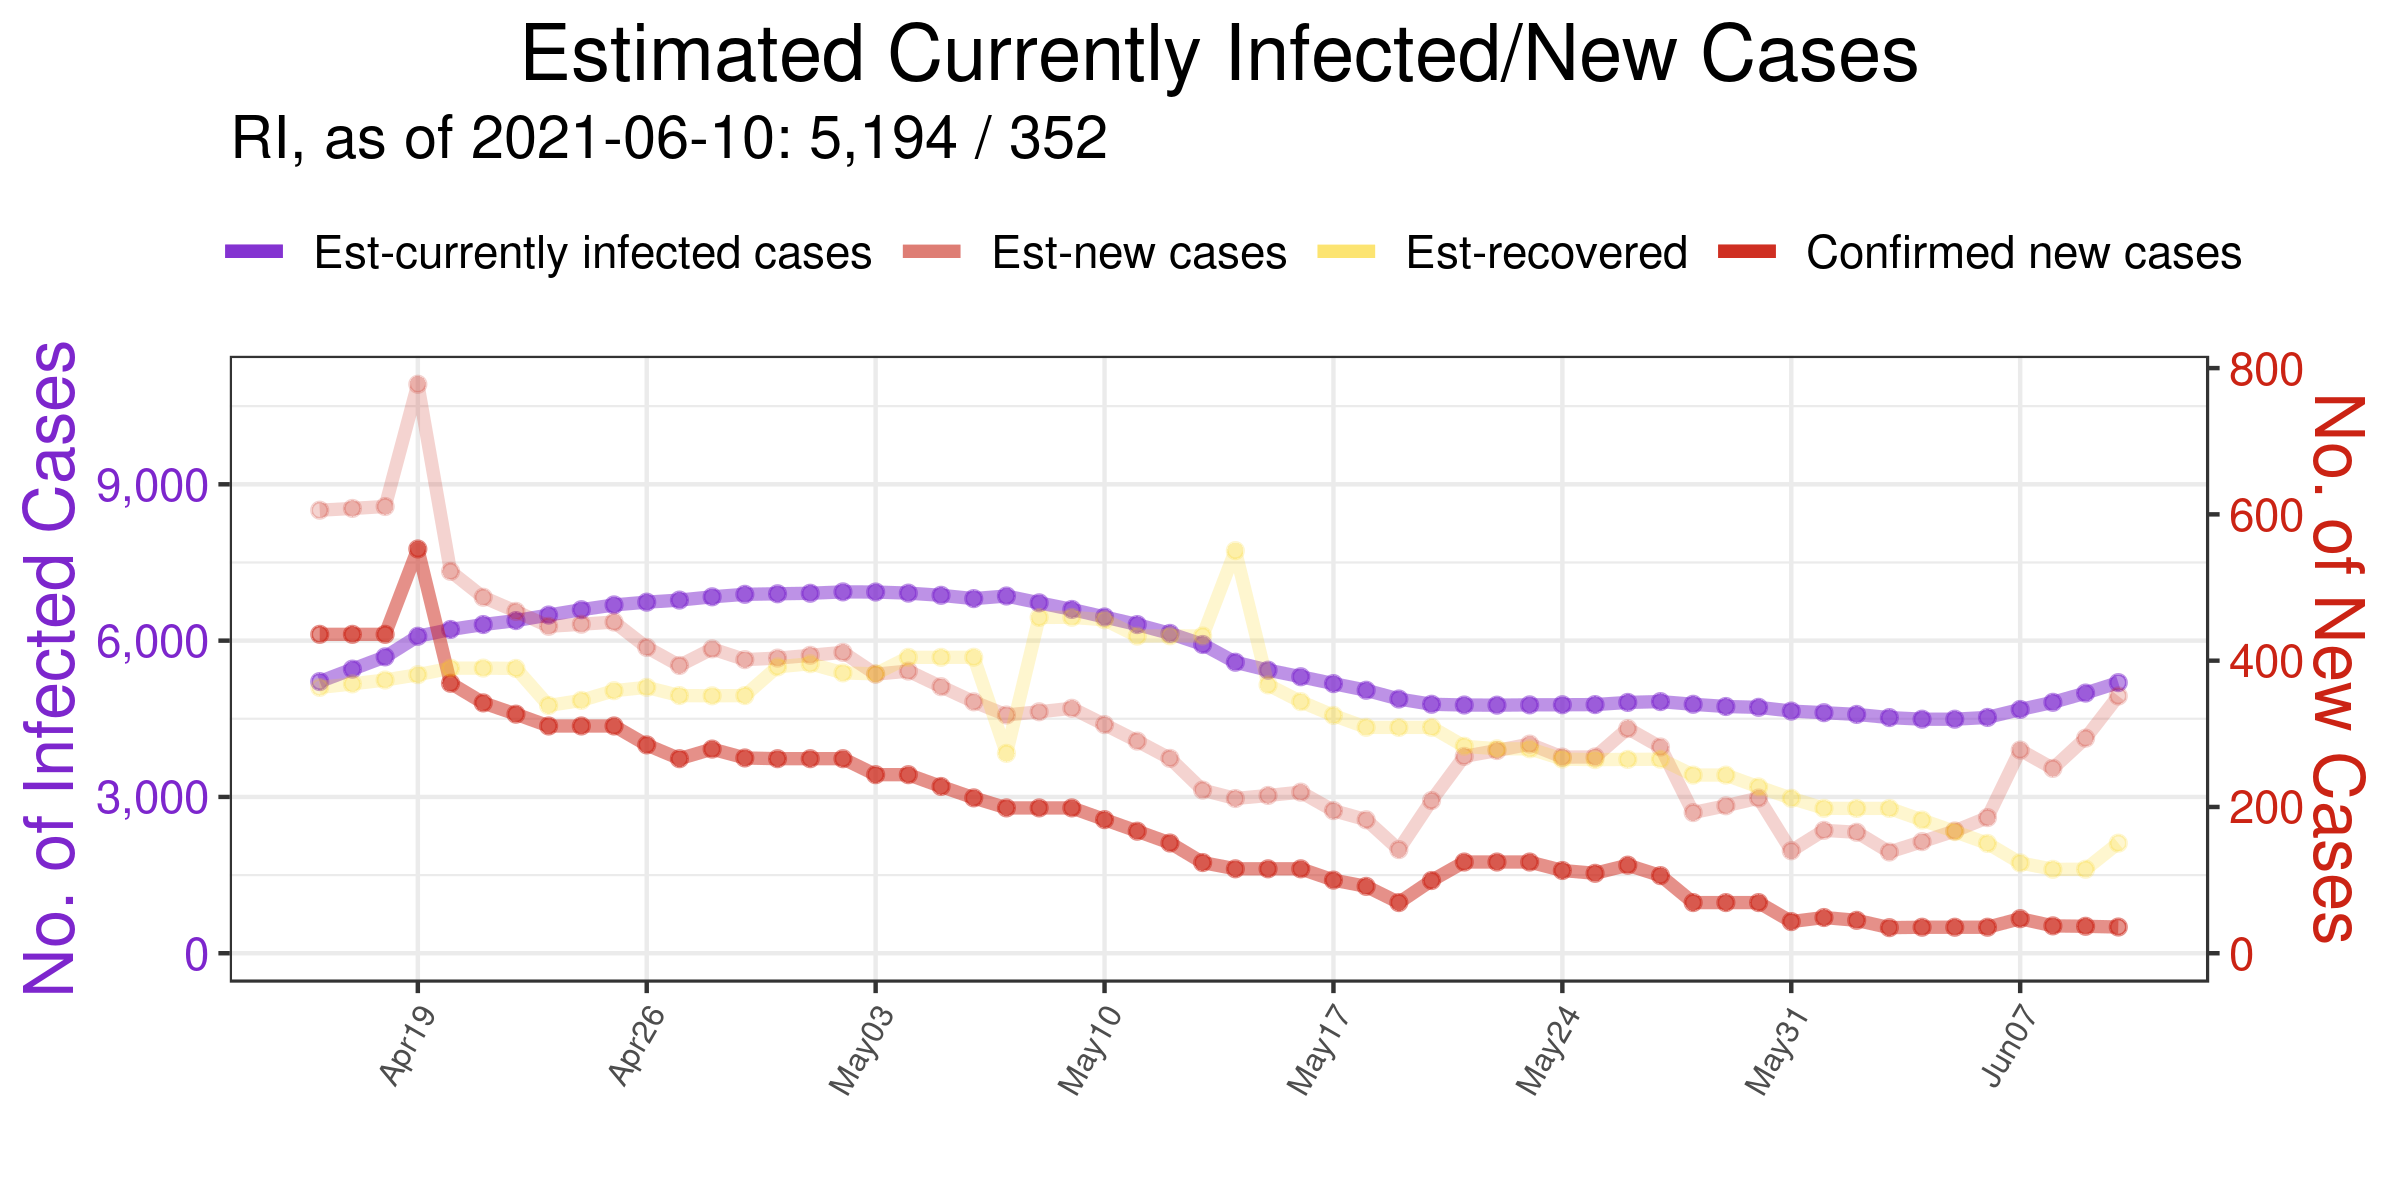 Estimated Currently Infected/New Cases
RI, as of 2021-06-10: 5,194 / 352
Est-currently infected cases Est-new cases Est-recovered Confirmed new cases
No. of Infected Cases
9,000
6,000
3,000
0
800
600
400
200
0
No. of New Cases
Apr19 Apr26 May03 May10 May17 May24 May31 Jun07